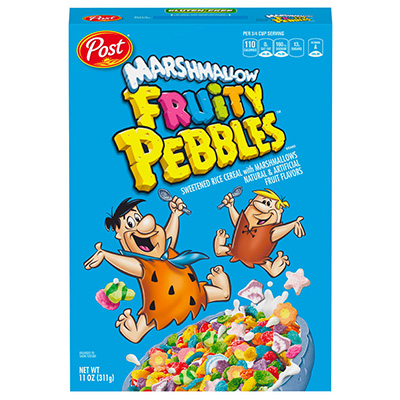 GLUTEN FREE
Post
PER 3/4 CUP SERVING
110
CALORIES
MARSHMALLOW
FRUITY
PEBBLES
SWEETENED RICE CEREAL with MARSHMALLOWS
NATURAL & ARTIFICIAL
FRUIT FLAVORS
NET WT
11 OZ (311g)